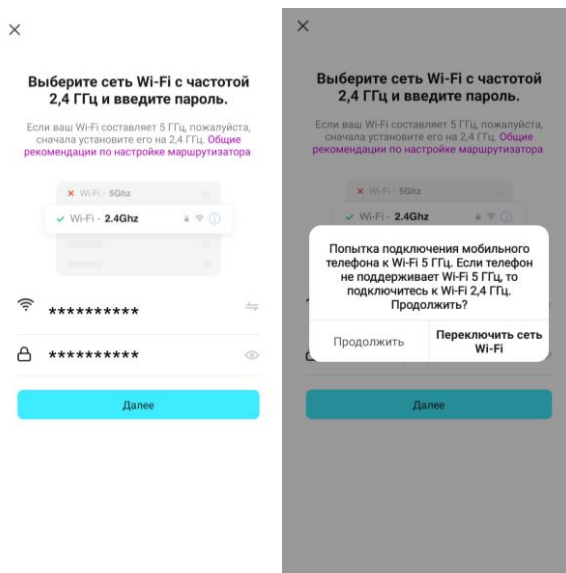 Выберите сеть Wi-Fi с частотой
2,4 ГГц и введите пароль.
Если ваш Wi-Fi составляет 5 ГГц, пожалуйста,
сначала установите его на 2,4 ГГц. Общие
рекомендации по настройке маршрутизатора
Wi-Fi - 5Ghz
Wi-Fi - 2.4Ghz
**********
**********
Далее
Выберите сеть Wi-Fi с частотой
2,4 ГГц и введите пароль.
Если ваш Wi-Fi составляет 5 ГГц, пожалуйста,
сначала установите его на 2,4 ГГц. Общие
рекомендации по настройке маршрутизатора
Wi-Fi - 5Ghz
Wi-Fi - 2.4Ghz
Попытка подключения мобильного
телефона к Wi-Fi 5 ГГц. Если телефон
не поддерживает Wi-Fi 5 ГГц, то
подключитесь к Wi-Fi 2,4 ГГц.
Продолжить?
Продолжить
Переключить сеть
Wi-Fi
Далее